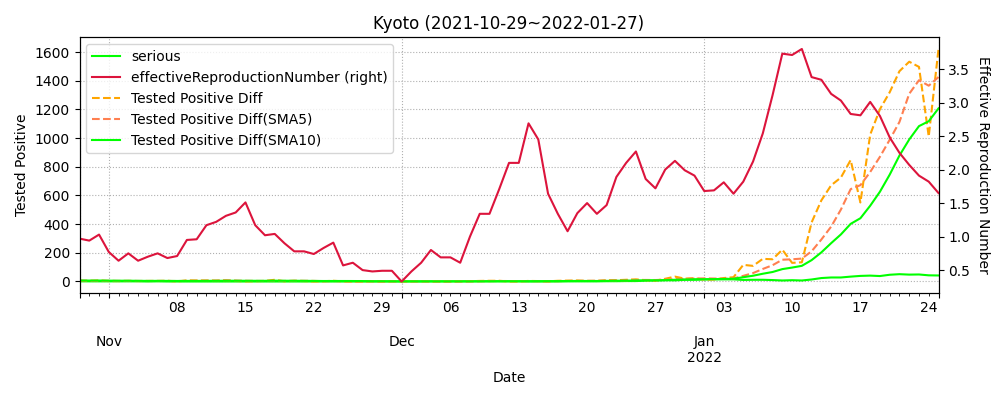 Kyoto (2021-10-29~2022-01-27)
serious
effectiveReproductionNumber (right)
Tested Positive Diff
Tested Positive Diff(SMA5)
Tested Positive Diff(SMA10)
Tested Positive
1600
1400
1200
1000
800
600
400
200
0
3.5
3.0
2.5
2.0
1.5
1.0
0.5
Effective Reproduction Number
08 15 22 29 06 13 20 27 03 10 17 24
Nov Dec Jan
2022
Date